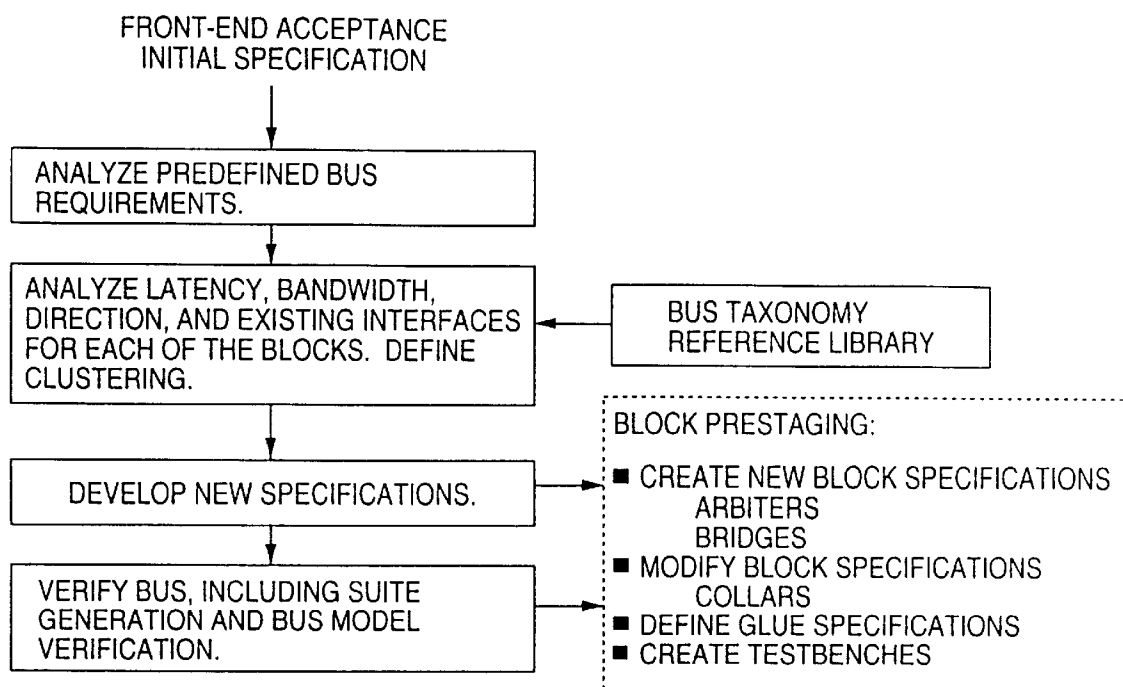 FRONT-END ACCEPTANCE
INITIAL SPECIFICATION
ANALYZE PREDEFINED BUS
REQUIREMENTS.
ANALYZE LATENCY, BANDWIDTH,
DIRECTION, AND EXISTING INTERFACES
FOR EACH OF THE BLOCKS. DEFINE
CLUSTERING.
BUS TAXONOMY
REFERENCE LIBRARY
DEVELOP NEW SPECIFICATIONS.
VERIFY BUS, INCLUDING SUITE
GENERATION AND BUS MODEL
VERIFICATION.
BLOCK PRESTAGING:
■ CREATE NEW BLOCK SPECIFICATIONS
ARBITERS
BRIDGES
■ MODIFY BLOCK SPECIFICATIONS
COLLARS
■ DEFINE GLUE SPECIFICATIONS
■ CREATE TESTBENCHES